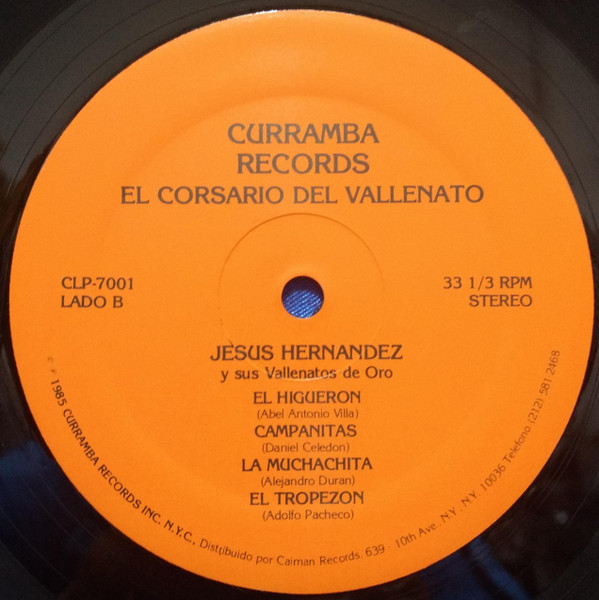 CURRAMBA
RECORDS
EL CORSARIO DEL VALLENATO
CLP-7001
LADO B
33 1/3 RPM
STEREO
JESUS HERNANDEZ
y sus Vallenatos de Oro
EL HIGUERON
(Abel Antonio Villa)
CAMPANITAS
(Daniel Celedon)
LA MUCHACHITA
(Alejandro Duran)
EL TROPEZON
(Adolfo Pacheco)
© ℗ 1985 CURRAMBA RECORDS INC. N.Y.C., Distribuido por Caiman Records. 639 - 10th Ave. N.Y. N.Y. 10036 Telefono (212) 581-2468